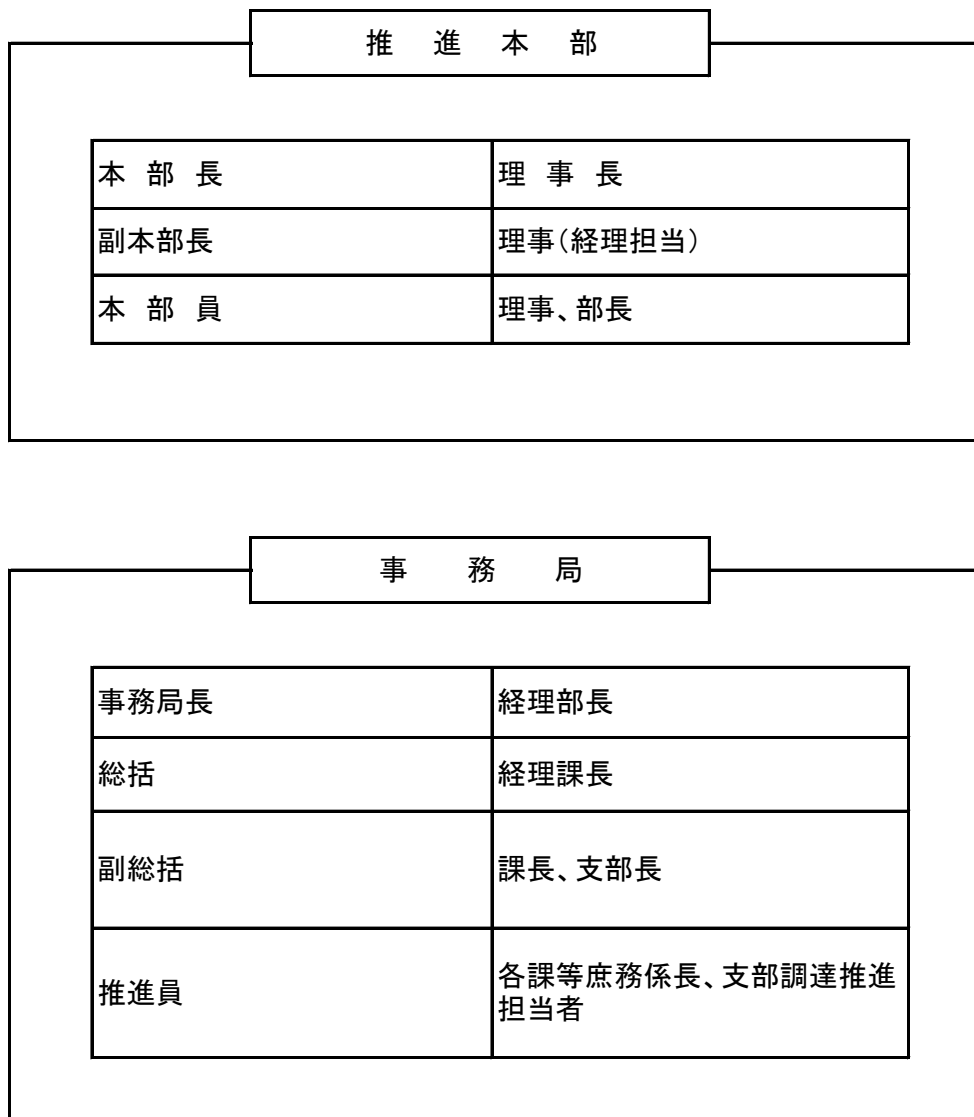 推進本部
本部長 理事長
副本部長 理事(経理担当)
本部員 理事、部長
事務局
事務局長 経理部長
総括 経理課長
副総括 課長、支部長
推進員 各課等庶務係長、支部調達推進
担当者